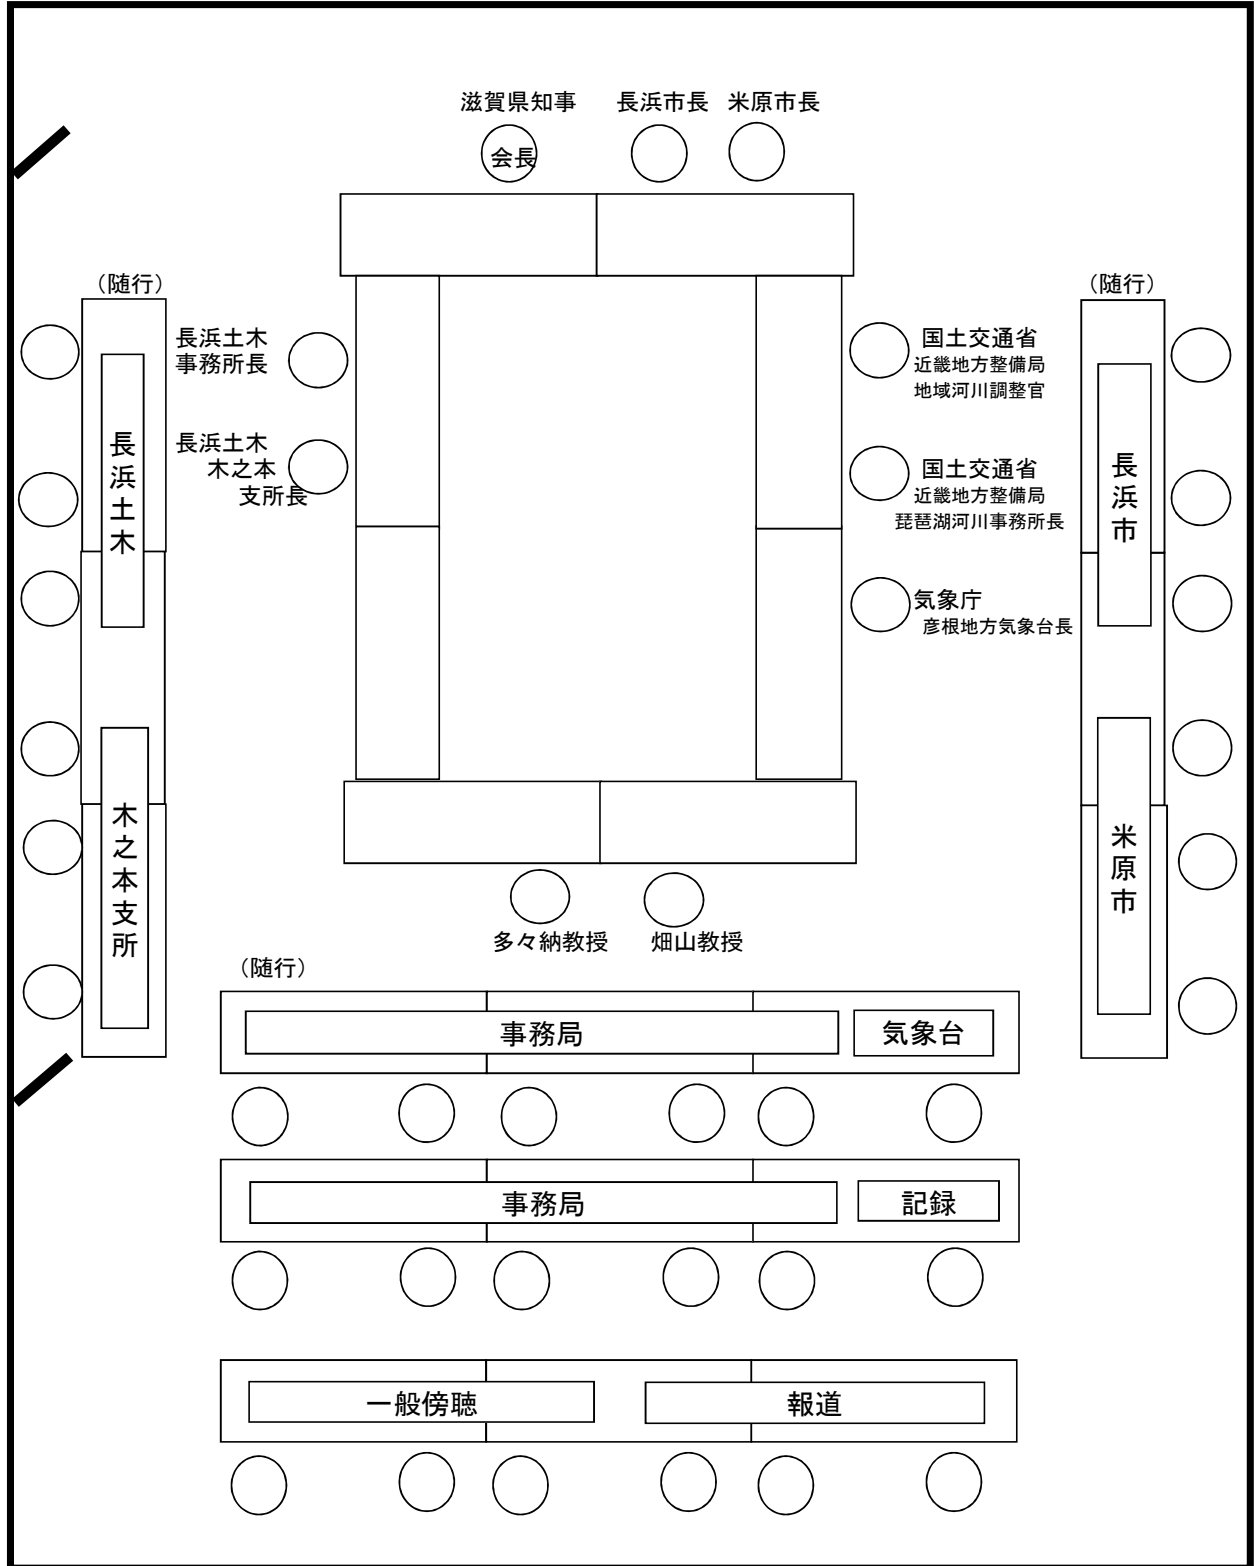 滋賀県知事
長浜市長
米原市長
会長
（随行）
（随行）
長浜土木
事務所長
国土交通省
近畿地方整備局
地域河川調整官
長浜土木
長浜土木
木之本
支所長
国土交通省
近畿地方整備局
琵琶湖河川事務所長
長浜市
気象庁
彦根地方気象台長
木之本支所
米原市
多々納教授
畑山教授
（随行）
事務局
気象台
事務局
記録
一般傍聴
報道